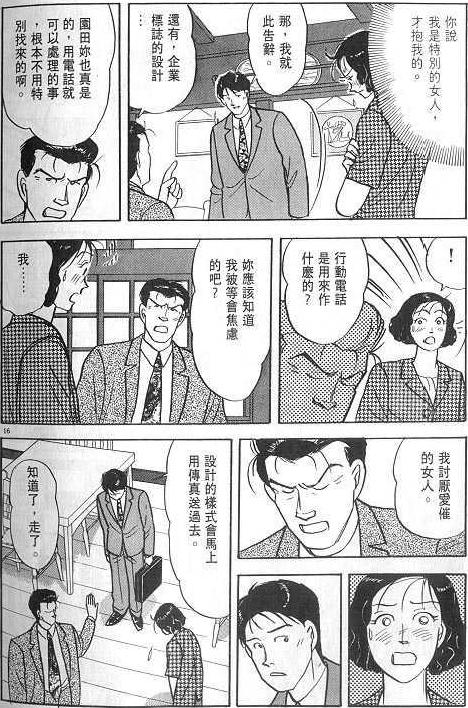 你說
我是特別的女人，
才抱我的。
那，我就
此告辭。
還有，企業
標誌的設計
……
園田妳也真是
的，用電話就
可以處理的事
，根本不用特
別找來的啊。
！
行動電話
是用來作
什麼的？
妳應該知道
我被等會焦慮
的吧？
我……
16
我討厭愛催
的女人。
設計的樣式會馬上
用傳真送過去。
知道了，走了。